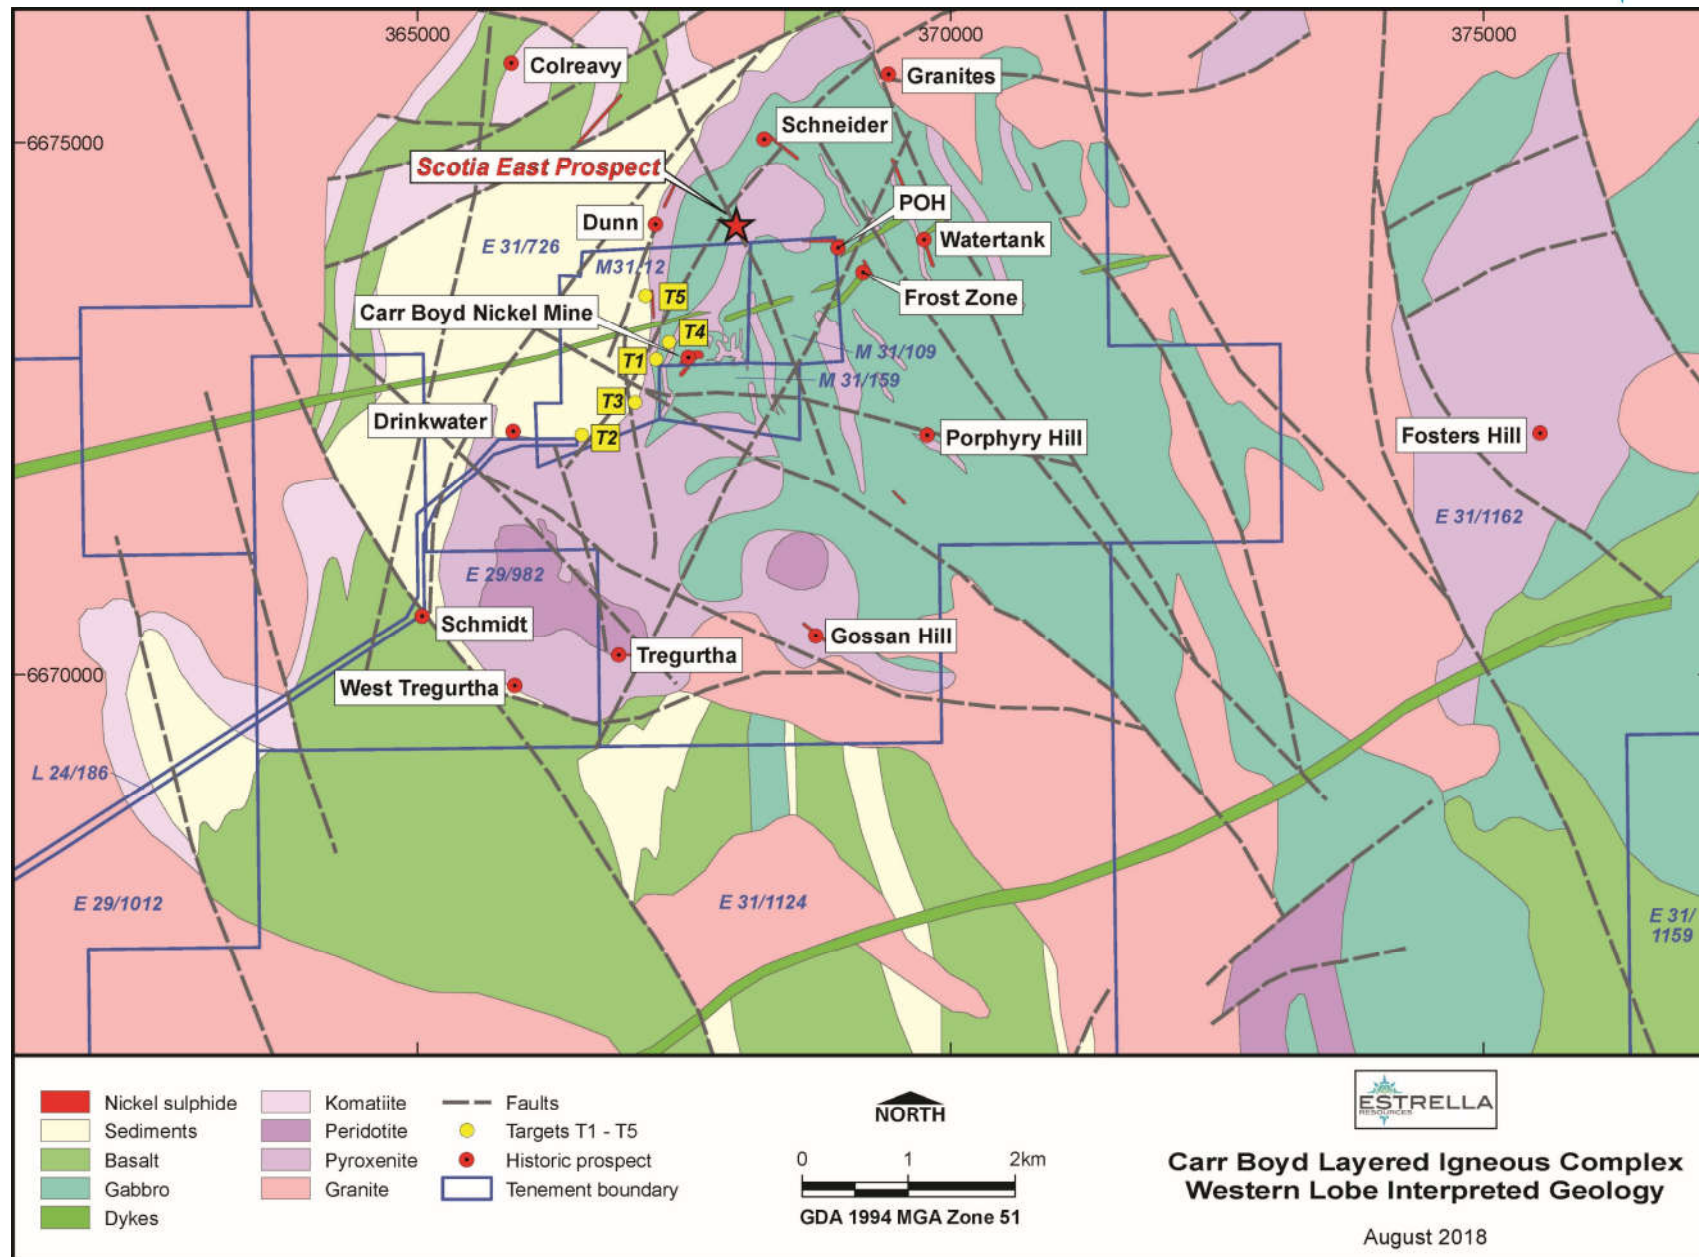 365000
370000
375000
Colreavy
Granites
Schneider
6675000
Scotia East Prospect
POH
Dunn
Watertank
E 31/726
M31/12
Frost Zone
T5
Carr Boyd Nickel Mine
T4
T1
M 31/109
M 31/159
T3
Drinkwater
T2
Porphyry Hill
Fosters Hill
E 31/1162
E 29/982
Schmidt
Gossan Hill
Tregurtha
6670000
West Tregurtha
L 24/186
E 29/1012
E 31/1124
E 31/
1159
Nickel sulphide
Sediments
Basalt
Gabbro
Dykes
Komatiite
Peridotite
Pyroxenite
Granite
Faults
Targets T1 - T5
Historic prospect
Tenement boundary
NORTH
0 1 2km
GDA 1994 MGA Zone 51
ESTRELLA
RESOURCES
Carr Boyd Layered Igneous Complex
Western Lobe Interpreted Geology
August 2018